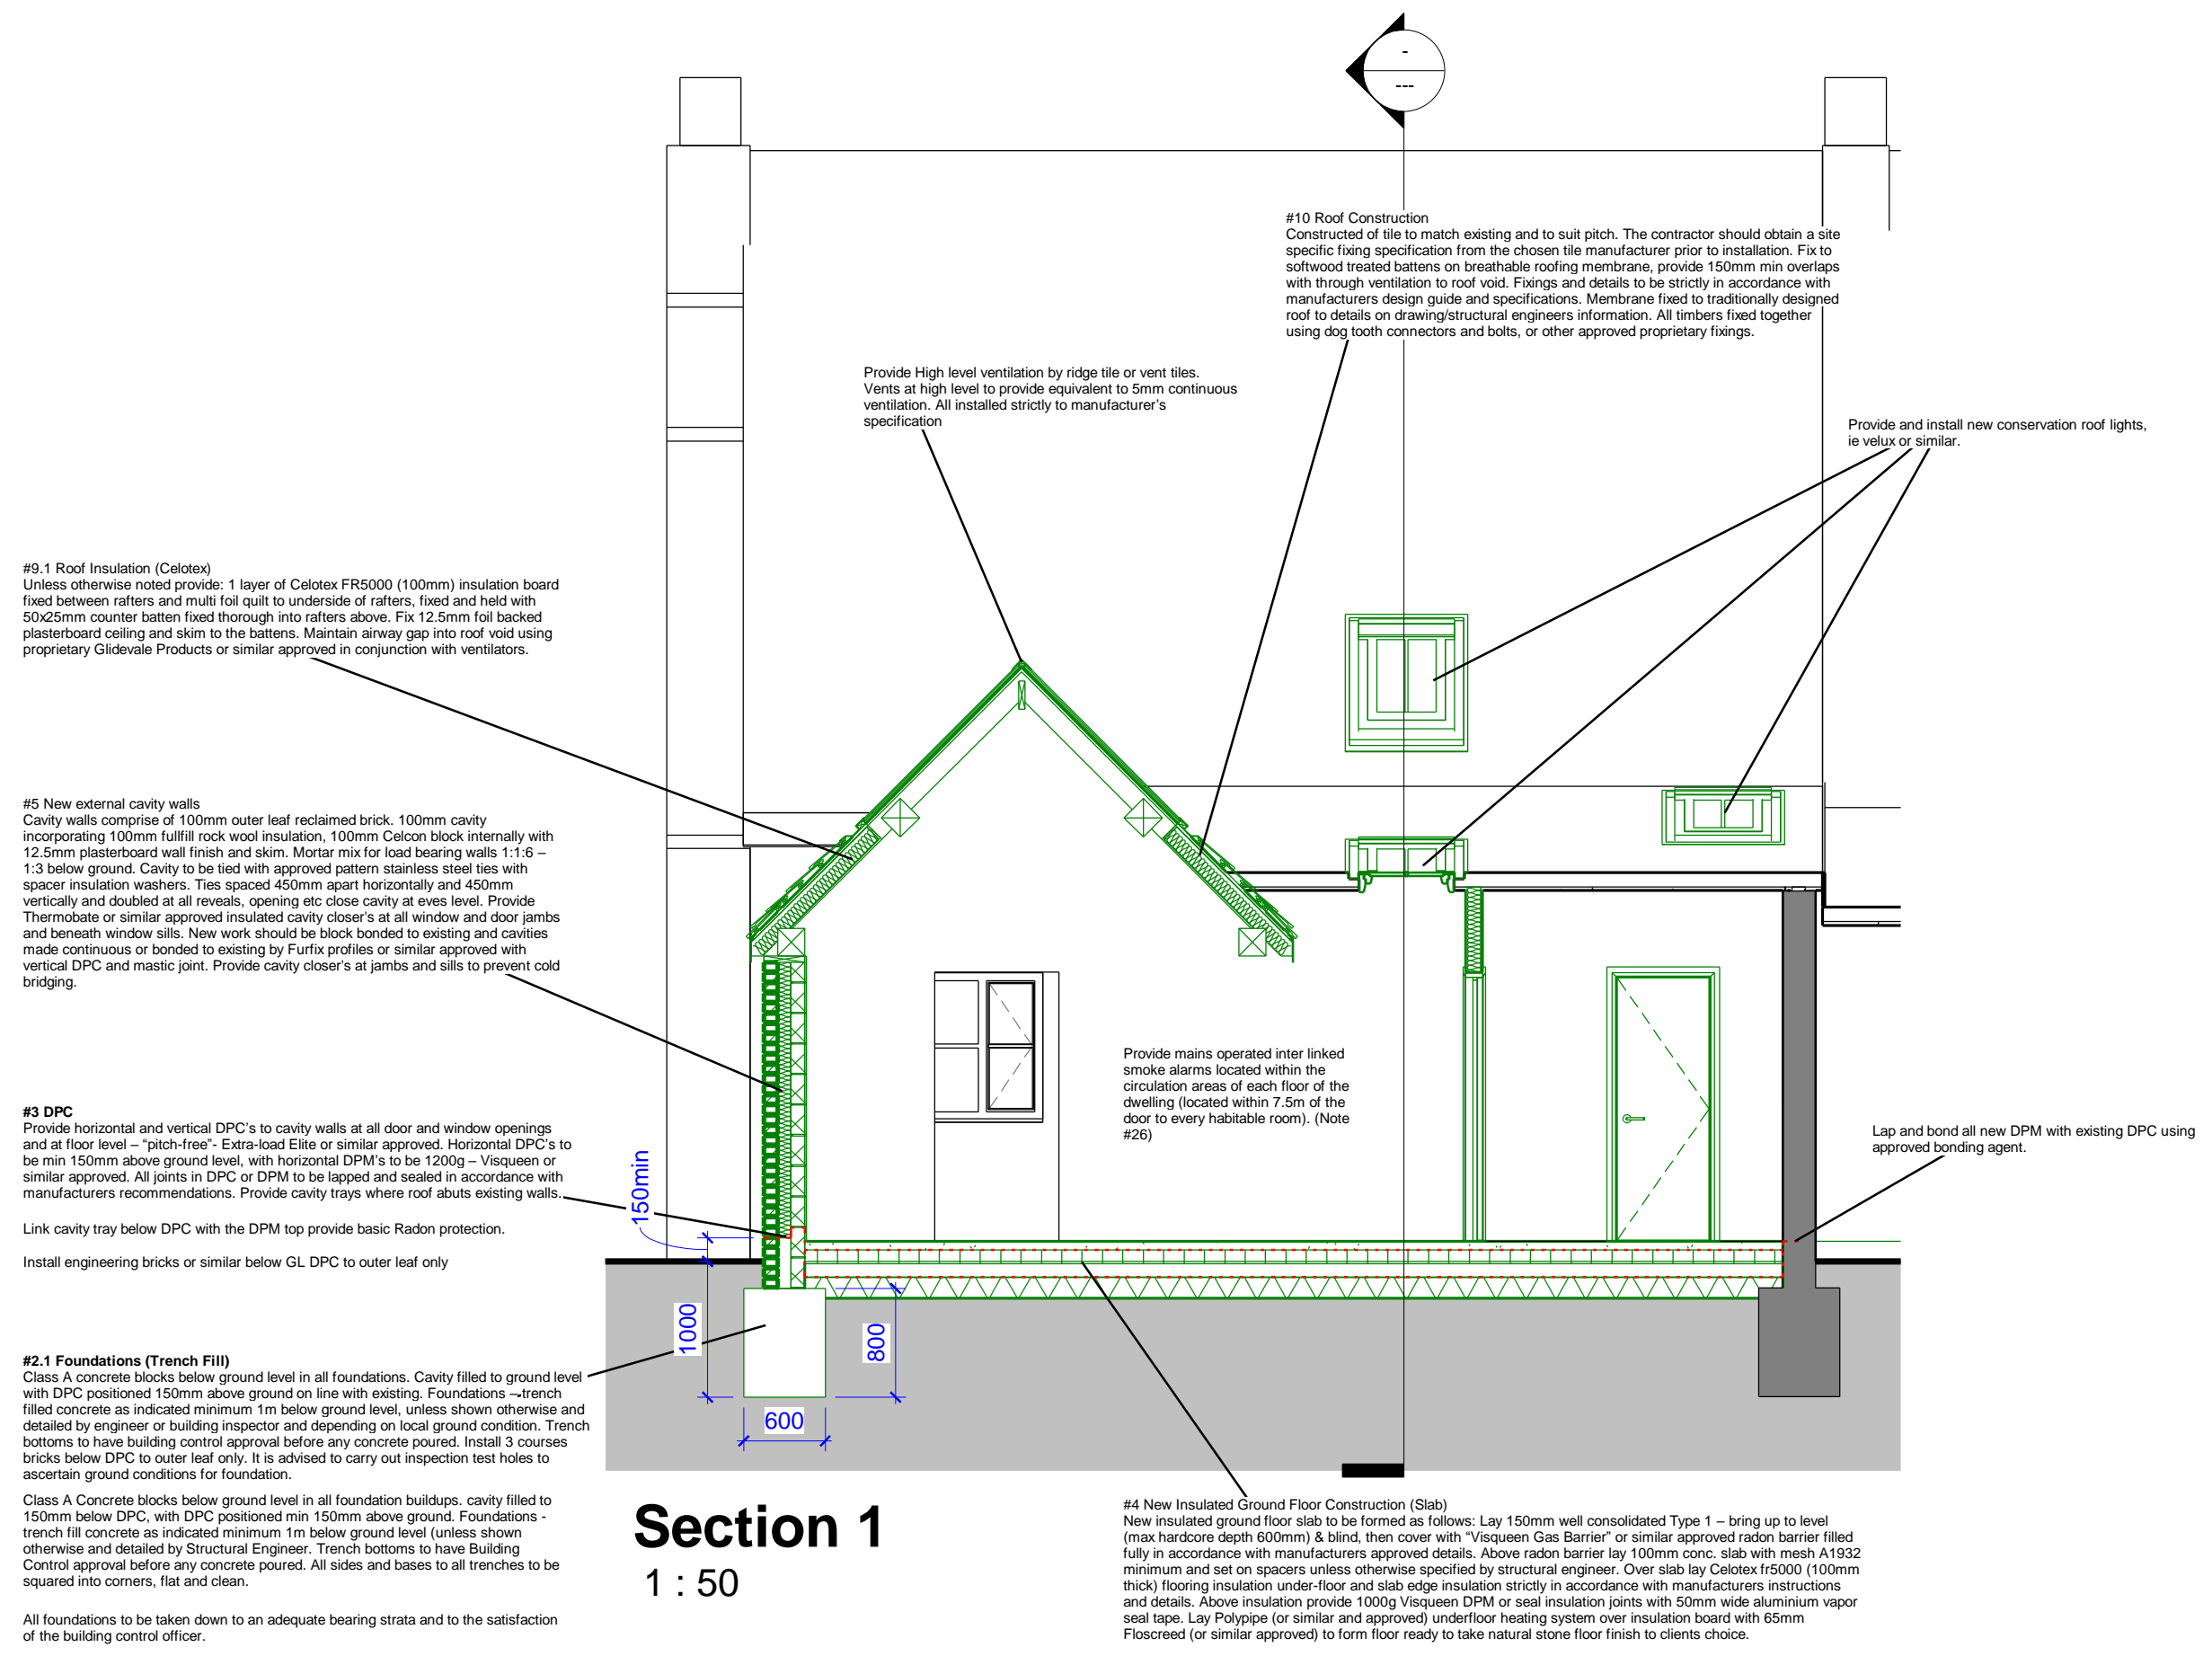 -
---
#10 Roof Construction
Constructed of tile to match existing and to suit pitch. The contractor should obtain a site
specific fixing specification from the chosen tile manufacturer prior to installation. Fix to
softwood treated battens on breathable roofing membrane, provide 150mm min overlaps
with through ventilation to roof void. Fixings and details to be strictly in accordance with
manufacturers design guide and specifications. Membrane fixed to traditionally designed
roof to details on drawing/structural engineers information. All timbers fixed together
using dog tooth connectors and bolts, or other approved proprietary fixings.
Provide High level ventilation by ridge tile or vent tiles.
Vents at high level to provide equivalent to 5mm continuous
ventilation. All installed strictly to manufacturer's
specification
Provide and install new conservation roof lights,
ie velux or similar.
#9.1 Roof Insulation (Celotex)
Unless otherwise noted provide: 1 layer of Celotex FR5000 (100mm) insulation board
fixed between rafters and multi foil quilt to underside of rafters, fixed and held with
50x25mm counter batten fixed thorough into rafters above. Fix 12.5mm foil backed
plasterboard ceiling and skim to the battens. Maintain airway gap into roof void using
proprietary Glidevale Products or similar approved in conjunction with ventilators.
#5 New external cavity walls
Cavity walls comprise of 100mm outer leaf reclaimed brick. 100mm cavity
incorporating 100mm fullfill rock wool insulation, 100mm Celcon block internally with
12.5mm plasterboard wall finish and skim. Mortar mix for load bearing walls 1:1:6 –
1:3 below ground. Cavity to be tied with approved pattern stainless steel ties with
spacer insulation washers. Ties spaced 450mm apart horizontally and 450mm
vertically and doubled at all reveals, opening etc close cavity at eves level. Provide
Thermobate or similar approved insulated cavity closer's at all window and door jambs
and beneath window sills. New work should be block bonded to existing and cavities
made continuous or bonded to existing by Furfix profiles or similar approved with
vertical DPC and mastic joint. Provide cavity closer's at jambs and sills to prevent cold
bridging.
Provide mains operated inter linked
smoke alarms located within the
circulation areas of each floor of the
dwelling (located within 7.5m of the
door to every habitable room). (Note
#26)
#3 DPC
Provide horizontal and vertical DPC's to cavity walls at all door and window openings
and at floor level – "pitch-free"- Extra-load Elite or similar approved. Horizontal DPC's to
be min 150mm above ground level, with horizontal DPM's to be 1200g – Visqueen or
similar approved. All joints in DPC or DPM to be lapped and sealed in accordance with
manufacturers recommendations. Provide cavity trays where roof abuts existing walls.
Link cavity tray below DPC with the DPM top provide basic Radon protection.
Install engineering bricks or similar below GL DPC to outer leaf only
150min
Lap and bond all new DPM with existing DPC using
approved bonding agent.
1000
800
600
#2.1 Foundations (Trench Fill)
Class A concrete blocks below ground level in all foundations. Cavity filled to ground level
with DPC positioned 150mm above ground on line with existing. Foundations – trench
filled concrete as indicated minimum 1m below ground level, unless shown otherwise and
detailed by engineer or building inspector and depending on local ground condition. Trench
bottoms to have building control approval before any concrete poured. Install 3 courses
bricks below DPC to outer leaf only. It is advised to carry out inspection test holes to
ascertain ground conditions for foundation.
Class A Concrete blocks below ground level in all foundation buildups. cavity filled to
150mm below DPC, with DPC positioned min 150mm above ground. Foundations -
trench fill concrete as indicated minimum 1m below ground level (unless shown
otherwise and detailed by Structural Engineer. Trench bottoms to have Building
Control approval before any concrete poured. All sides and bases to all trenches to be
squared into corners, flat and clean.
All foundations to be taken down to an adequate bearing strata and to the satisfaction
of the building control officer.
Section 1
1 : 50
#4 New Insulated Ground Floor Construction (Slab)
New insulated ground floor slab to be formed as follows: Lay 150mm well consolidated Type 1 – bring up to level
(max hardcore depth 600mm) & blind, then cover with "Visqueen Gas Barrier" or similar approved radon barrier filled
fully in accordance with manufacturers approved details. Above radon barrier lay 100mm conc. slab with mesh A1932
minimum and set on spacers unless otherwise specified by structural engineer. Over slab lay Celotex fr5000 (100mm
thick) flooring insulation under-floor and slab edge insulation strictly in accordance with manufacturers instructions
and details. Above insulation provide 1000g Visqueen DPM or seal insulation joints with 50mm wide aluminium vapor
seal tape. Lay Polypipe (or similar and approved) underfloor heating system over insulation board with 65mm
Floscreed (or similar approved) to form floor ready to take natural stone floor finish to clients choice.